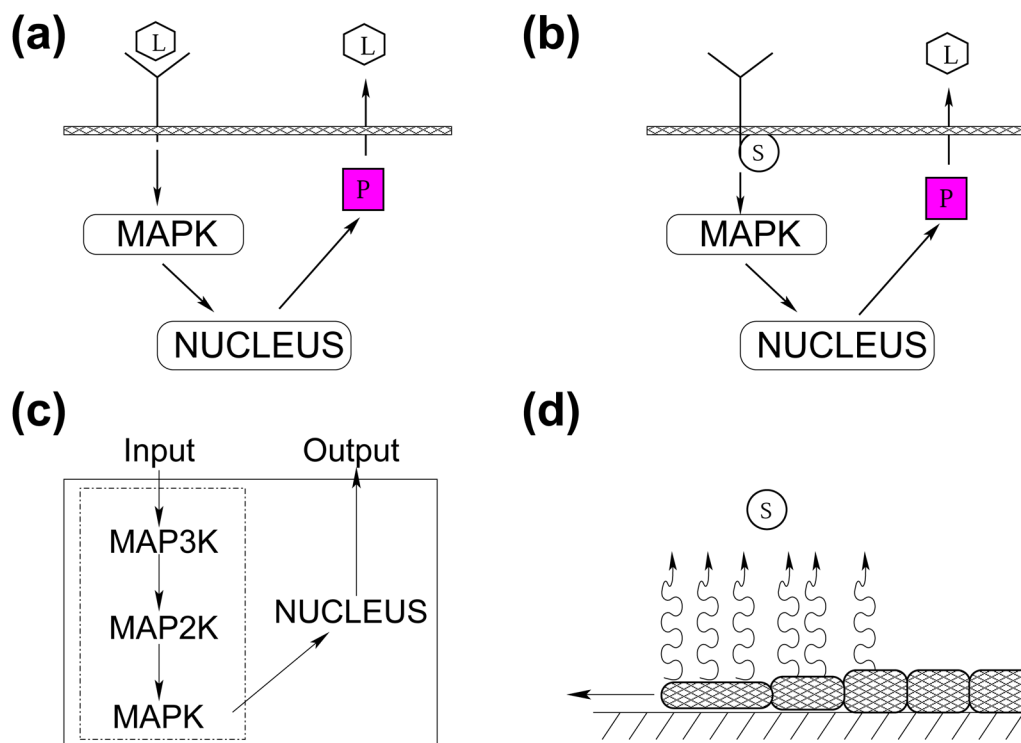 (a)
L
L
P
MAPK
NUCLEUS
(b)
L
S
P
MAPK
NUCLEUS
(c)
Input
Output
MAP3K
MAP2K
NUCLEUS
MAPK
(d)
S